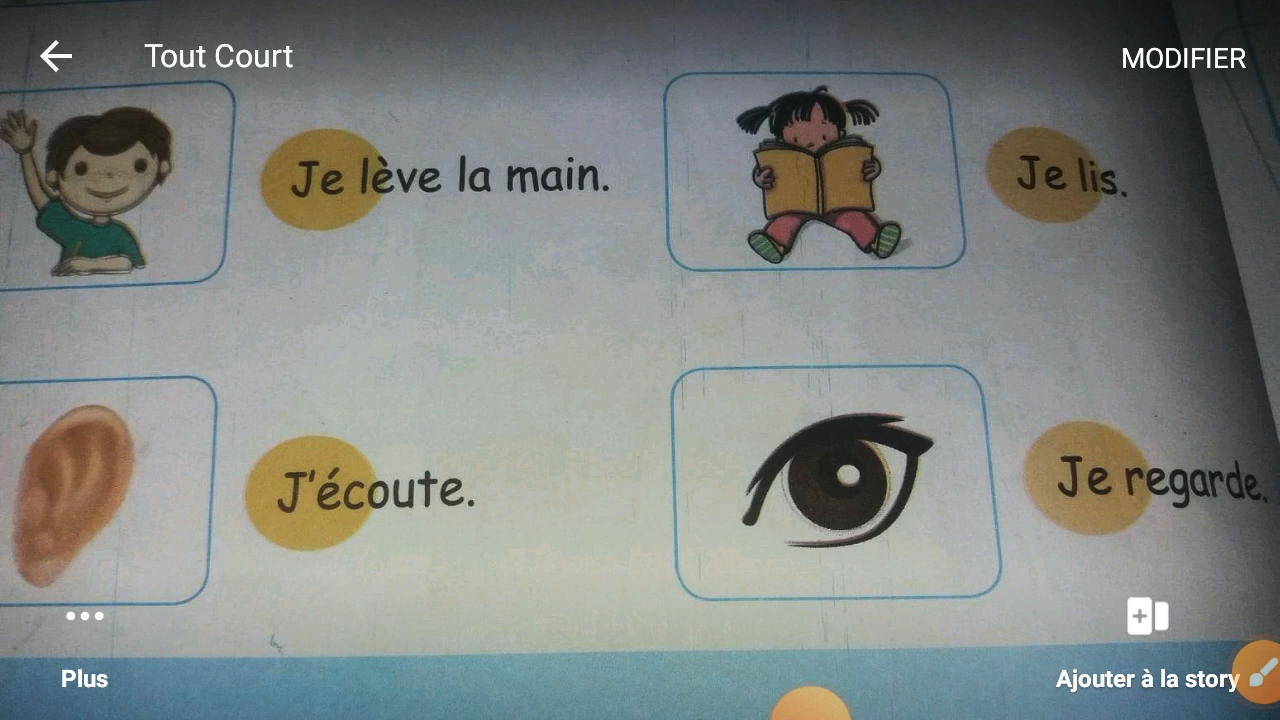 Tout Court
MODIFIER
Je lève la main.
Je lis.
J'écoute.
Je regarde.
Plus
Ajouter à la story